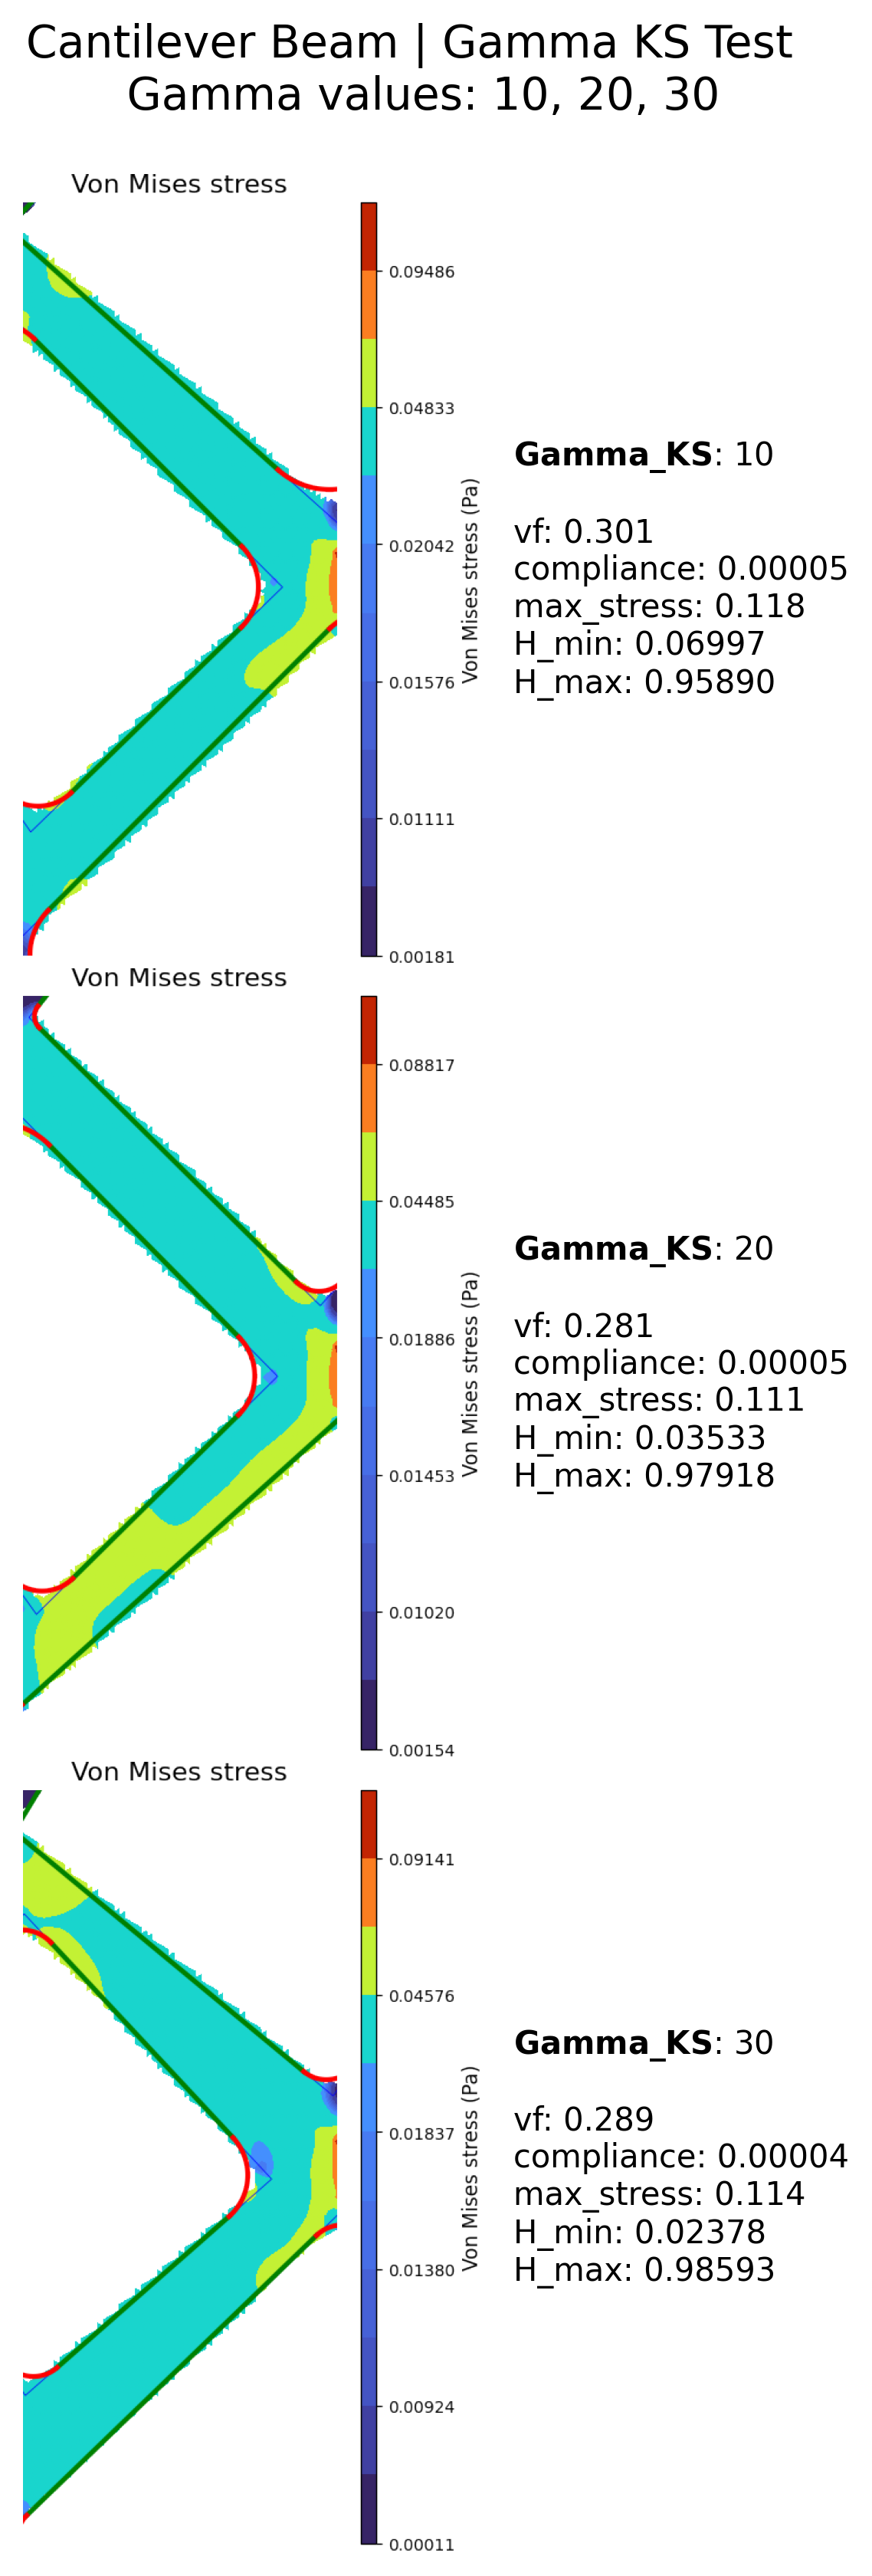 Cantilever Beam | Gamma KS Test
Gamma values: 10, 20, 30
Von Mises stress
0.09486
0.04833
0.02042
0.01576
0.01111
0.00181
Von Mises stress (Pa)
Gamma_KS: 10
vf: 0.301
compliance: 0.00005
max_stress: 0.118
H_min: 0.06997
H_max: 0.95890
Von Mises stress
0.08817
0.04485
0.01886
0.01453
0.01020
0.00154
Von Mises stress (Pa)
Gamma_KS: 20
vf: 0.281
compliance: 0.00005
max_stress: 0.111
H_min: 0.03533
H_max: 0.97918
Von Mises stress
0.09141
0.04576
0.01837
0.01380
0.00924
0.00011
Von Mises stress (Pa)
Gamma_KS: 30
vf: 0.289
compliance: 0.00004
max_stress: 0.114
H_min: 0.02378
H_max: 0.98593